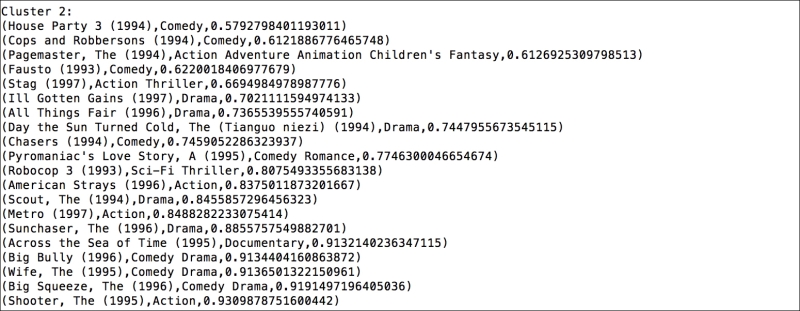 Cluster 2:
(House Party 3 (1994),Comedy,0.5792798401193011)
(Cops and Robbersons (1994),Comedy,0.6121886776465748)
(Pagemaster, The (1994),Action Adventure Animation Children's Fantasy,0.6126925309798513)
(Fausto (1993),Comedy,0.6220018406977679)
(Stag (1997),Action Thriller,0.6694984978987776)
(Ill Gotten Gains (1997),Drama,0.7021111594974133)
(All Things Fair (1996),Drama,0.7365539555740591)
(Day the Sun Turned Cold, The (Tianguo niezi) (1994),Drama,0.7447955673545115)
(Chasers (1994),Comedy,0.7459052286323937)
(Pyromaniac's Love Story, A (1995),Comedy Romance,0.7746300046654674)
(Robocop 3 (1993),Sci-Fi Thriller,0.8075493355683138)
(American Strays (1996),Action,0.8375011873201667)
(Scout, The (1994),Drama,0.8455857296456323)
(Metro (1997),Action,0.8488282233075414)
(Sunchaser, The (1996),Drama,0.8855757549882701)
(Across the Sea of Time (1995),Documentary,0.9132140236347115)
(Big Bully (1996),Comedy Drama,0.9134404160863872)
(Wife, The (1995),Comedy Drama,0.9136501322150961)
(Big Squeeze, The (1996),Comedy Drama,0.9191497196405036)
(Shooter, The (1995),Action,0.9309878751600442)